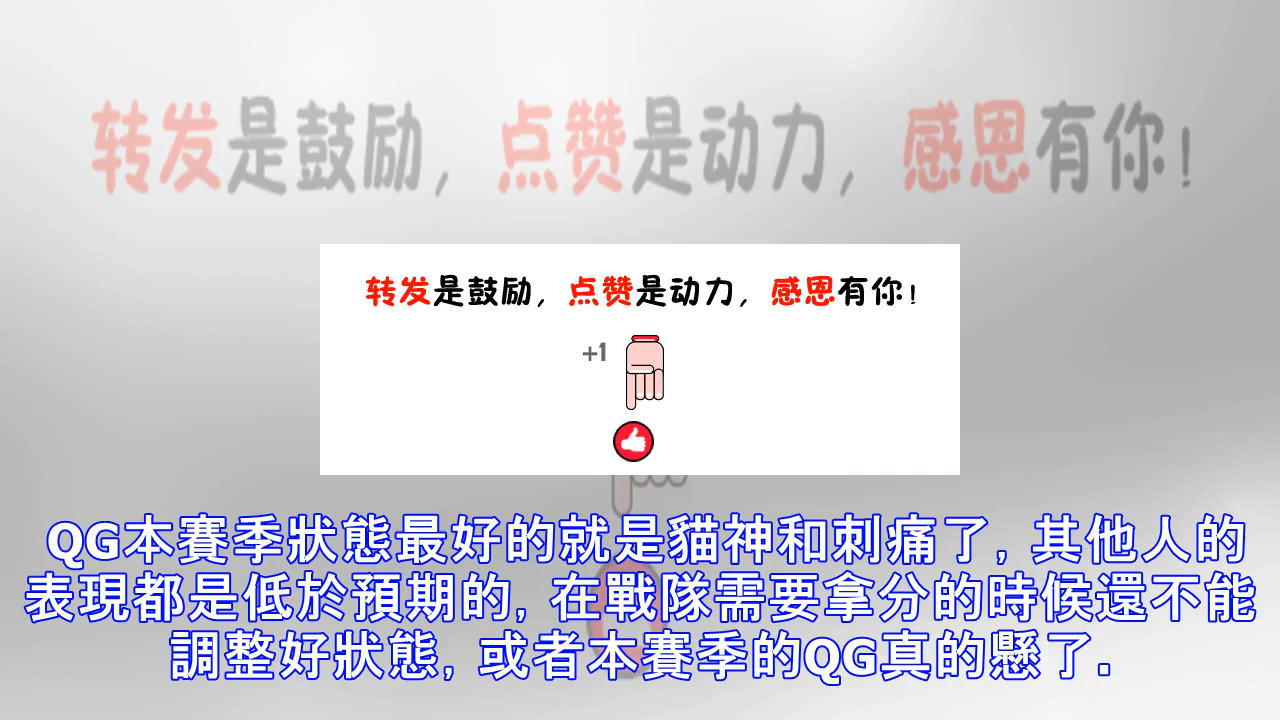 转发是鼓励，点赞是动力，感恩有你！
转发是鼓励，点赞是动力，感恩有你！
+1
QG本賽季狀態最好的就是貓神和刺痛了, 其他人的
表現都是低於預期的, 在戰隊需要拿分的時候還不能
調整好狀態, 或者本賽季的QG真的懸了.